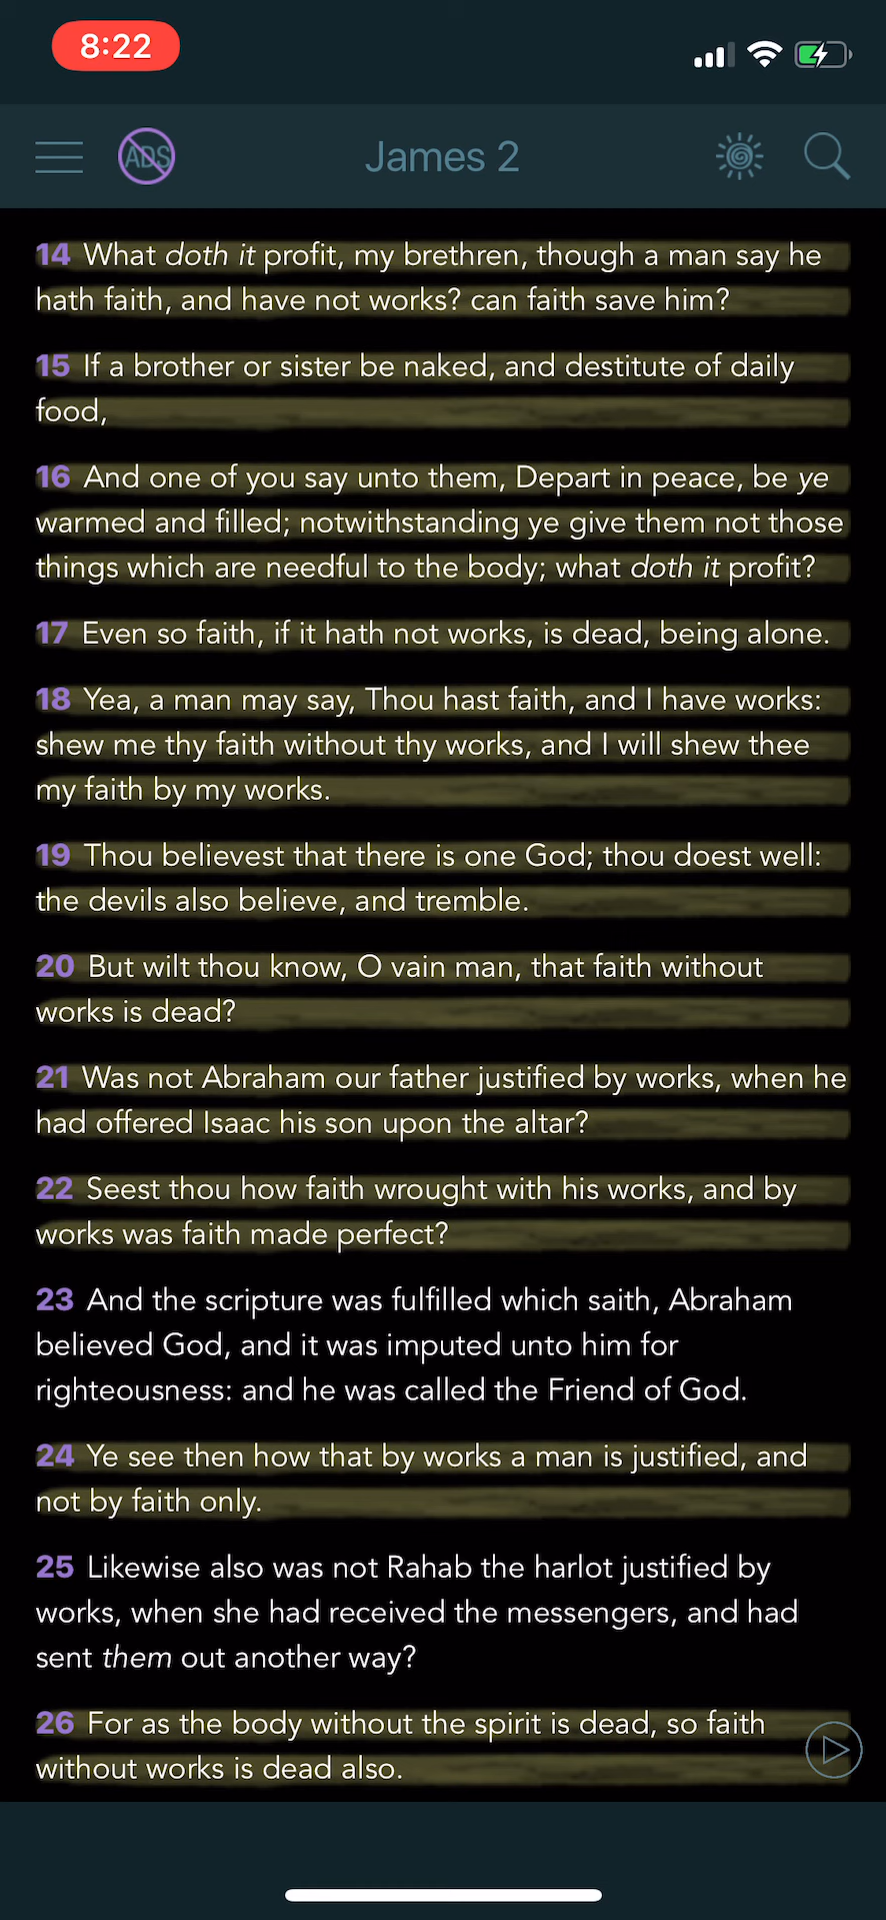 8:22
ADS
James 2
14 What doth it profit, my brethren, though a man say he
hath faith, and have not works? can faith save him?
15 If a brother or sister be naked, and destitute of daily
food,
16 And one of you say unto them, Depart in peace, be ye
warmed and filled; notwithstanding ye give them not those
things which are needful to the body; what doth it profit?
17 Even so faith, if it hath not works, is dead, being alone.
18 Yea, a man may say, Thou hast faith, and I have works:
shew me thy faith without thy works, and I will shew thee
my faith by my works.
19 Thou believest that there is one God; thou doest well:
the devils also believe, and tremble.
20 But wilt thou know, O vain man, that faith without
works is dead?
21 Was not Abraham our father justified by works, when he
had offered Isaac his son upon the altar?
22 Seest thou how faith wrought with his works, and by
works was faith made perfect?
23 And the scripture was fulfilled which saith, Abraham
believed God, and it was imputed unto him for
righteousness: and he was called the Friend of God.
24 Ye see then how that by works a man is justified, and
not by faith only.
25 Likewise also was not Rahab the harlot justified by
works, when she had received the messengers, and had
sent them out another way?
26 For as the body without the spirit is dead, so faith
without works is dead also.